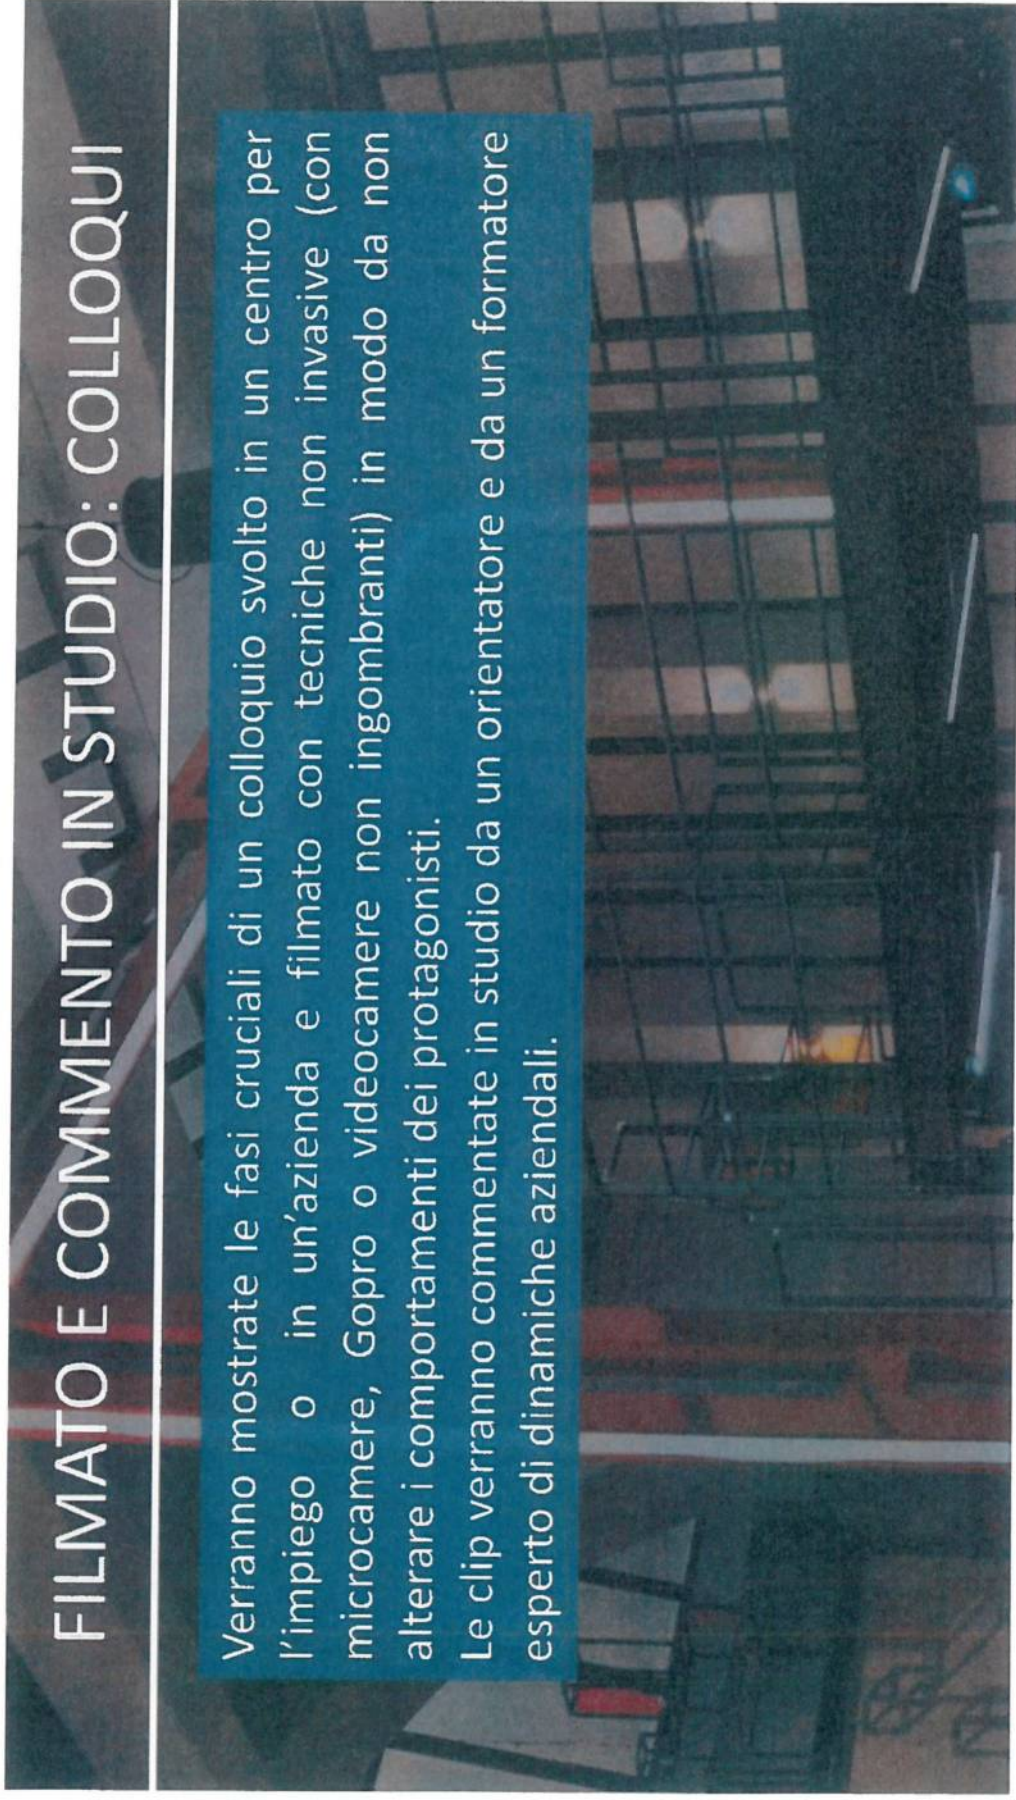 FILMATO E COMMENTO IN STUDIO: COLLOQUI
Verranno mostrate le fasi cruciali di un colloquio svolto in un centro per
l'impiego o in un'azienda e filmato con tecniche non invasive (con
microcamere, Gopro o videocamere non ingombranti) in modo da non
alterare i comportamenti dei protagonisti.
Le clip verranno commentate in studio da un orientatore e da un formatore
esperto di dinamiche aziendali.